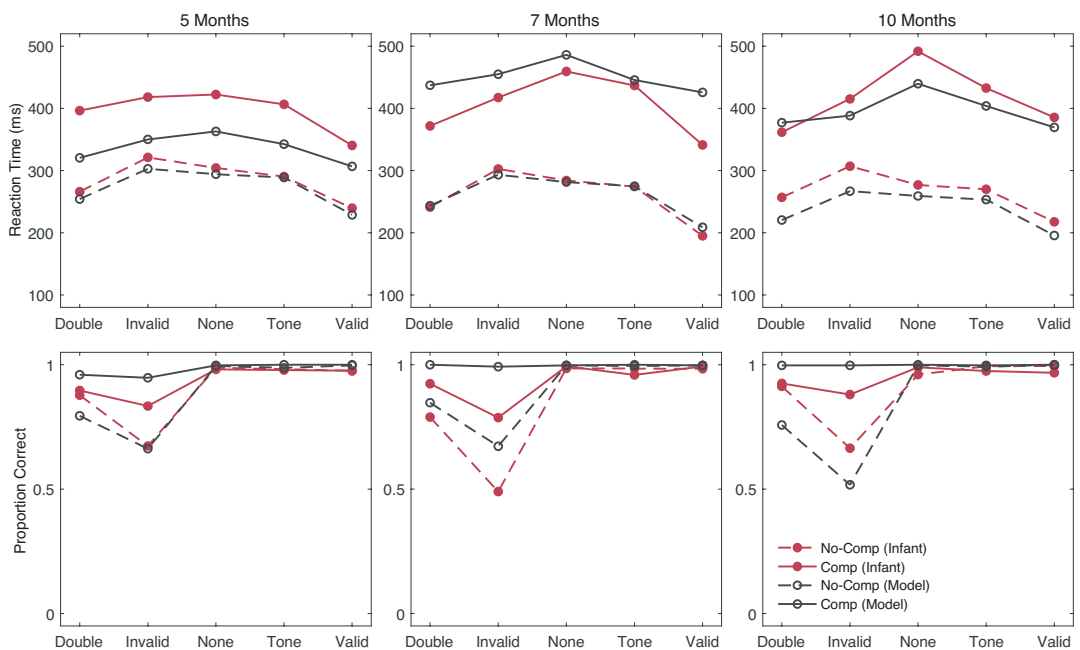 5 Months
7 Months
10 Months
Reaction Time (ms)
500
400
300
200
100
500
400
300
200
100
500
400
300
200
100
Double Invalid None Tone Valid
Double Invalid None Tone Valid
Double Invalid None Tone Valid
Proportion Correct
1
0.5
0
1
0.5
0
1
0.5
0
No-Comp (Infant)
Comp (Infant)
No-Comp (Model)
Comp (Model)
Double Invalid None Tone Valid
Double Invalid None Tone Valid
Double Invalid None Tone Valid